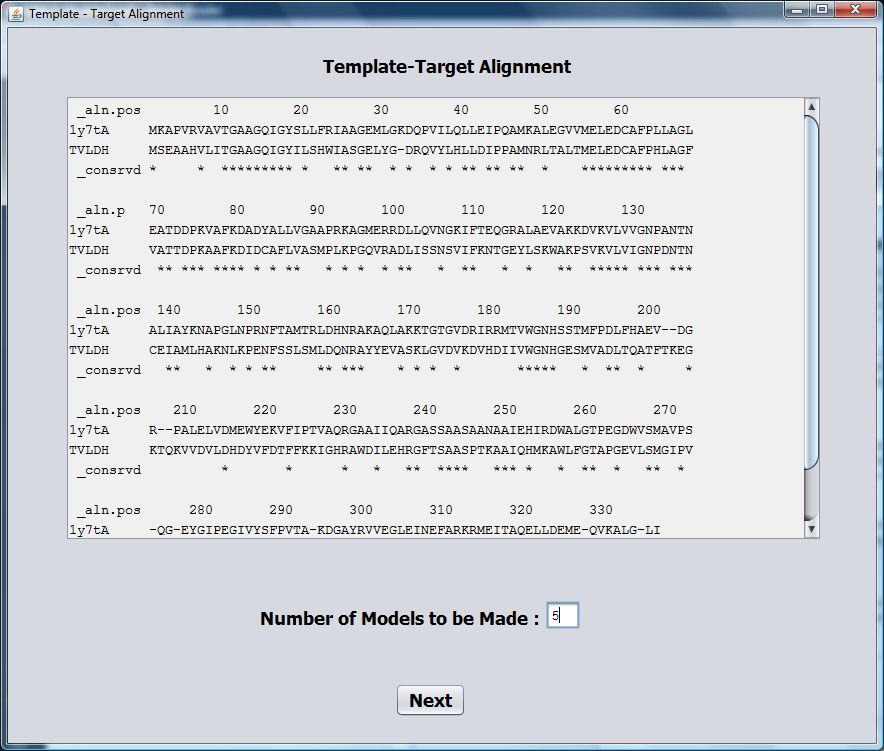 Template - Target Alignment
Template-Target Alignment
_aln.pos         10        20        30        40        50        60
1y7tA     MKAPVRVAVTGAAGQIGYSLLFRIAAGEMLGKDQPVILQLLEIPQAMKALEGVVMELEDCAFPLLAGL
TVLDH     MSEAAHVLITGAAGQIGYILSHWIASGELYG-DRQVYLHLLDIPPAMNRLTALTMELEDCAFPHLAGF
_consrvd  *     *  ********* *    ** **  * *  * * ** ** **  *    ********* ***
_aln.p    70        80        90        100       110       120       130
1y7tA     EATDDPKVAFKDADYALLVGAAPRKAGMERRDLLQVNGKIFTEQGRALAEVAKKDVKVLVVGNPANTN
TVLDH     VATTDPKAAFKDIDCAFLVASMPLKPGQVRADLISSNSVIFKNTGEYLSKWAKPSVKVLVIGNPDNTN
_consrvd   ** *** **** * * **    * * *  * **   *  **   *  *   **  ***** *** ***
_aln.pos   140       150       160       170       180       190       200
1y7tA     ALIAYKNAPGLNPRNFTAMTRLDHNRAKAQLAKKTGTGVDRIRRMTVWGNHSSTMFPDLFHAEV--DG
TVLDH     CEIAMLHAKNLKPENFSSLSMLDQNRAYYEVASKLGVDVKDVHDIIVWGNHGESMVADLTQATFTKEG
_consrvd    **   *  * * **     ** ***     * * *  *       *****   *  **  *     *
_aln.pos     210       220       230       240       250       260       270
1y7tA     R--PALELVDMEWYEKVFIPTVAQRGAAIIQARGASSAASAANAAIEHIRDWALGTPEGDWVSMAVPS
TVLDH     KTQKVVDVLDHDYVFDTFFKKIGHRAWDILEHRGFTSAASPTKAAIQHMKAWLFGTAPGEVLSMGIPV
_consrvd           *       *      *   *   **  ****   *** *   *  **  *   **  *
_aln.pos       280       290       300       310       320       330
1y7tA     -QG-EYGIPEGIVYSFPVTA-KDGAYRVVEGLEINEFARKRMEITAQELLDEME-QVKALG-LI
Number of Models to be Made : 5
Next